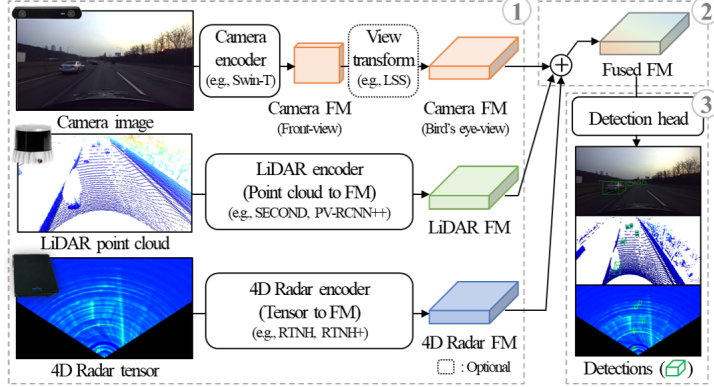 1
Camera
encoder
(e.g., Swin-T)
View
transform
(e.g., LSS)
Camera image
Camera FM
(Front-view)
Camera FM
(Bird's eye-view)
LiDAR encoder
(Point cloud to FM)
(e.g., SECOND, PV-RCNN++)
LiDAR point cloud
LiDAR FM
4D Radar encoder
(Tensor to FM)
(e.g., RTNH, RTNH+)
4D Radar tensor
4D Radar FM
: Optional
2
Fused FM
3
Detection head
Detections ( )